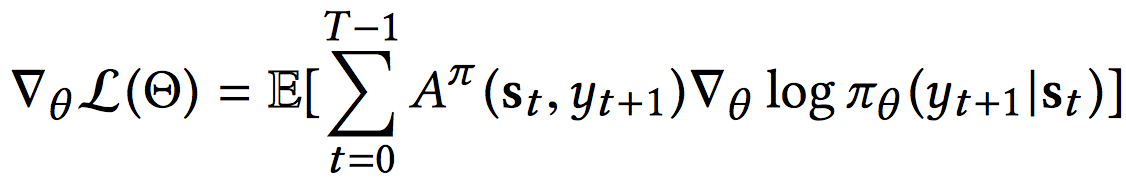 ∇_θ ℒ(Θ) = 𝔼[∑_{t=0}^{T−1} A^π(𝐬_t, y_{t+1})∇_θ log π_θ(y_{t+1}|𝐬_t)]